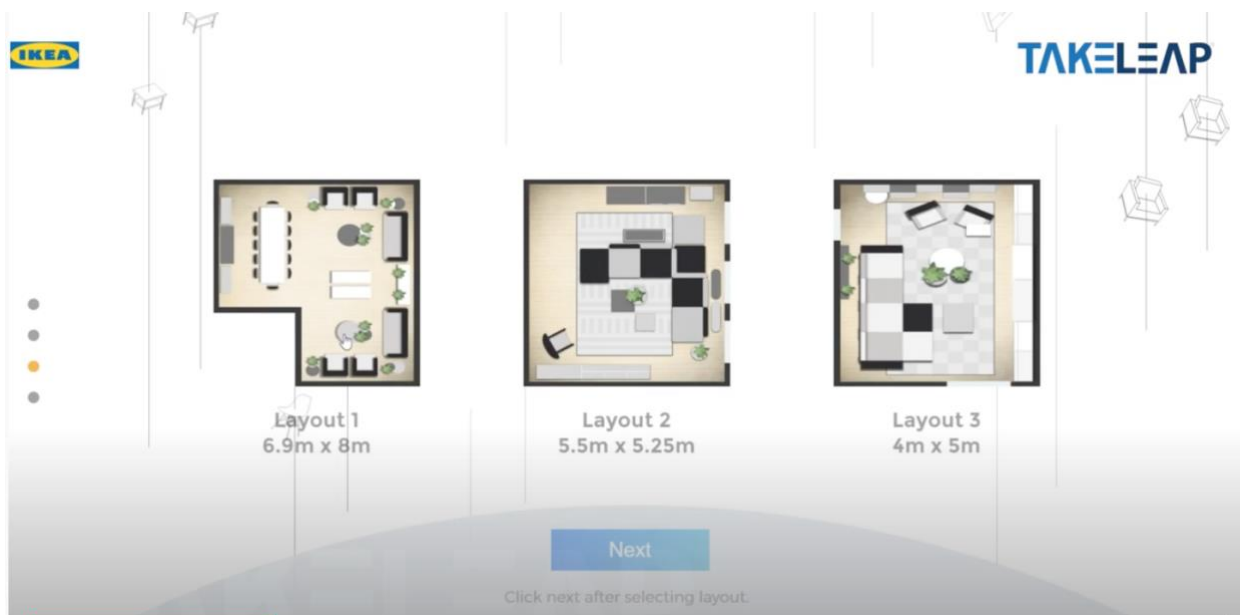 IKEA
TAKELEAP
Layout 1
6.9m x 8m
Layout 2
5.5m x 5.25m
Layout 3
4m x 5m
Next
Click next after selecting layout.